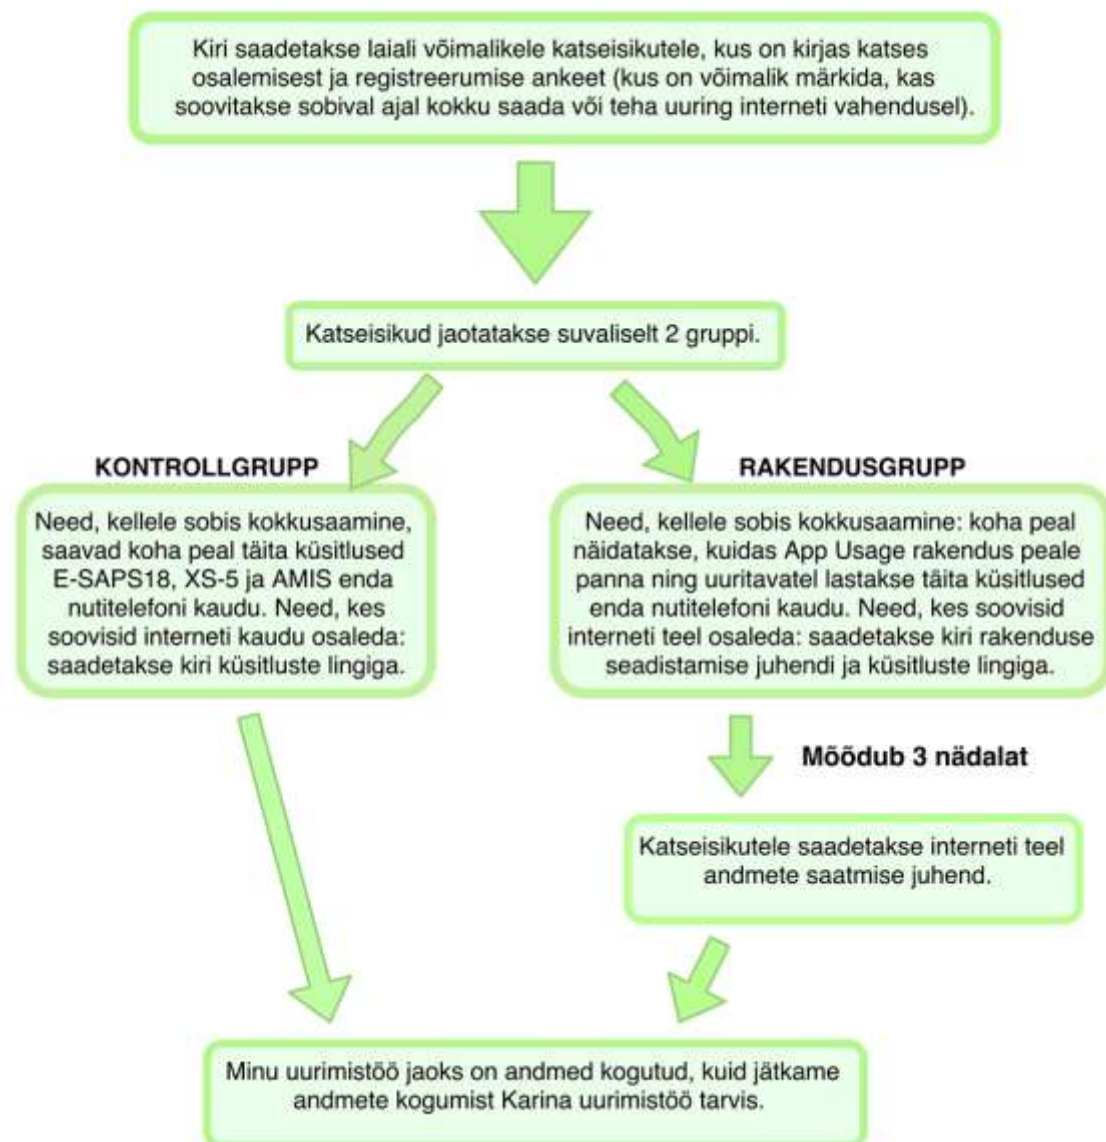 Kiri saadetakse laiali võimalikele katseisikutele, kus on kirjas katses
osalemisest ja registreerumise ankeet (kus on võimalik märkida, kas
soovitakse sobival ajal kokku saada või teha uuring interneti vahendusel).
Katseisikud jaotatakse suvaliselt 2 gruppi.
KONTROLLGRUPP
Need, kellele sobis kokkusaamine,
saavad koha peal täita küsitlused
E-SAPS18, XS-5 ja AMIS enda
nutitelefoni kaudu. Need, kes
soovisid interneti kaudu osaleda:
saadetakse kiri küsitluste lingiga.
RAKENDUSGRUPP
Need, kellele sobis kokkusaamine: koha peal
näidatakse, kuidas App Usage rakendus peale
panna ning uuritavatel lastakse täita küsitlused
enda nutitelefoni kaudu. Need, kes soovisid
interneti teel osaleda: saadetakse kiri rakenduse
seadistamise juhendi ja küsitluste lingiga.
Mõõdub 3 nädalat
Katseisikutele saadetakse interneti teel
andmete saatmise juhend.
Minu uurimistöö jaoks on andmed kogutud, kuid jätkame
andmete kogumist Karina uurimistöö tarvis.